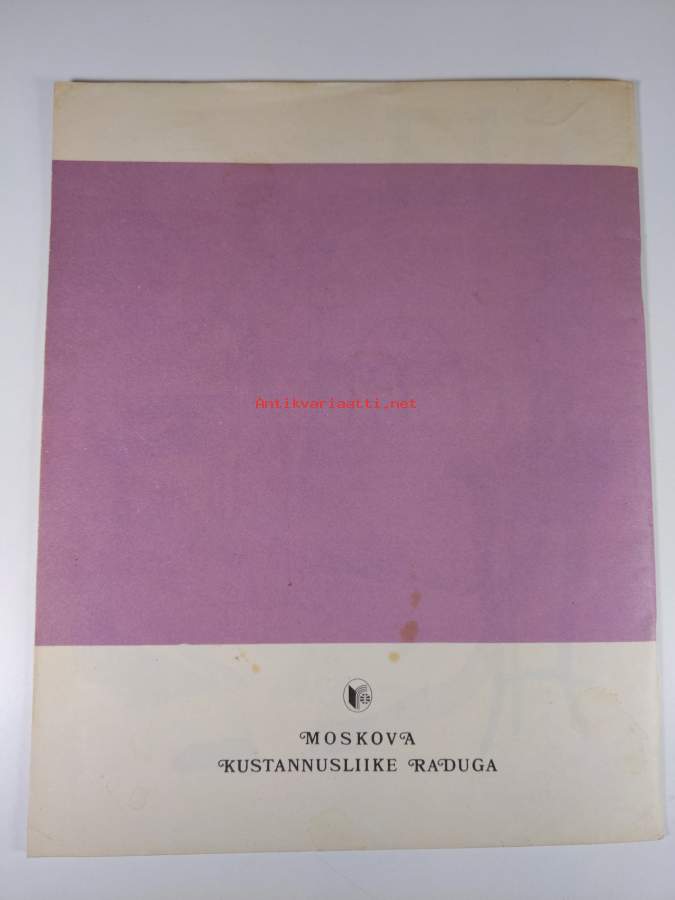 Antikvariaatti.net
MOSKOVA
KUSTANNUSLIIKE RADUGA